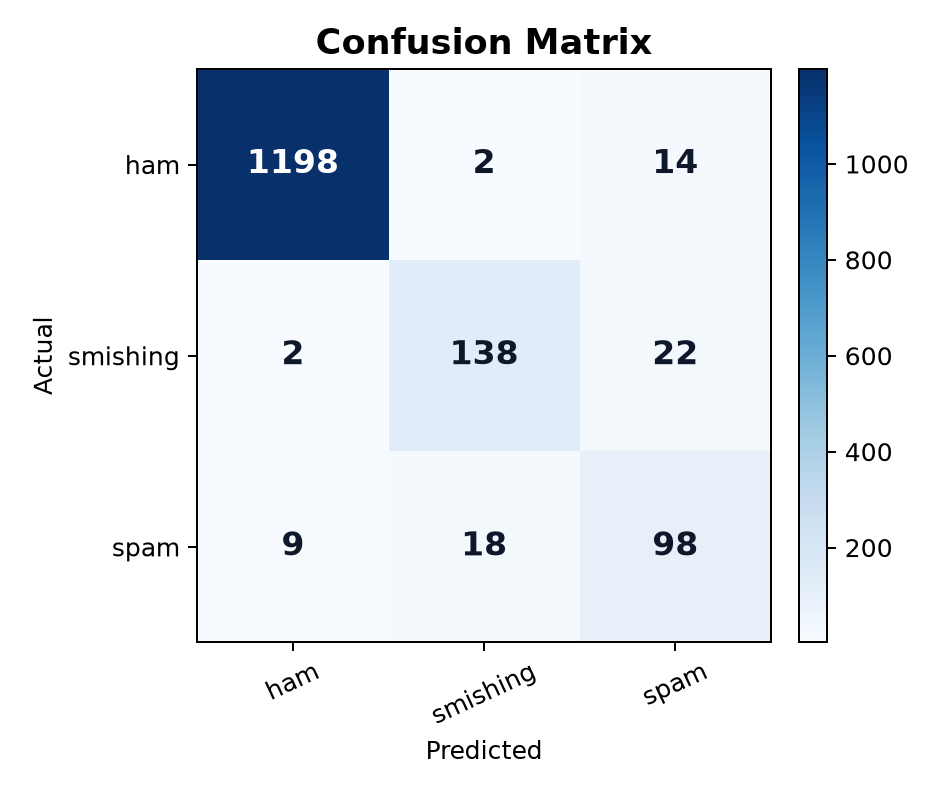 Confusion Matrix
ham 1198 2 14
smishing 2 138 22
spam 9 18 98
Actual
ham smishing spam
Predicted
1000
800
600
400
200